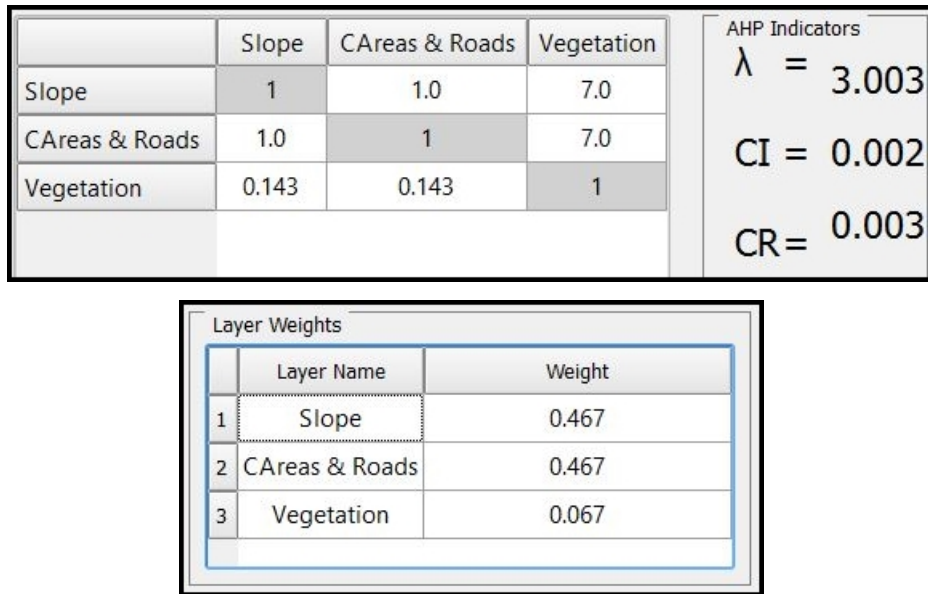 Slope CAreas & Roads Vegetation
Slope 1 1.0 7.0
CAreas & Roads 1.0 1 7.0
Vegetation 0.143 0.143 1
AHP Indicators
λ = 3.003
CI = 0.002
CR= 0.003
Layer Weights
Layer Name Weight
1 Slope 0.467
2 CAreas & Roads 0.467
3 Vegetation 0.067